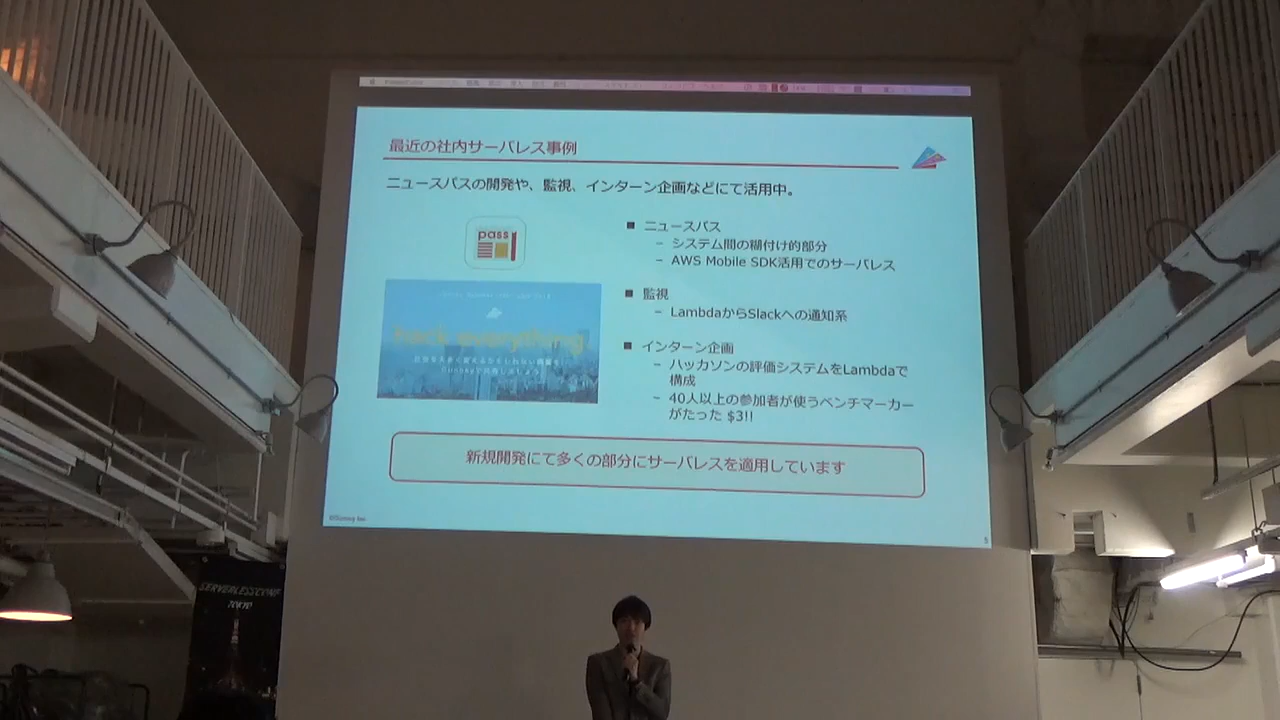 最近の社内サーバレス事例
ニュースパスの開発や、監視、インターン企画などにて活用中。
pass
■ ニュースパス
− システム間の糊付け的部分
− AWS Mobile SDK活用でのサーバレス
■ 監視
− LambdaからSlackへの通知系
■ インターン企画
− ハッカソンの評価システムをLambdaで
構成
− 40人以上の参加者が使うベンチマーカー
がたった $3!!
hack everything.
新規開発にて多くの部分にサーバレスを適用しています
5
SERVERLESSCONF
TOKYO